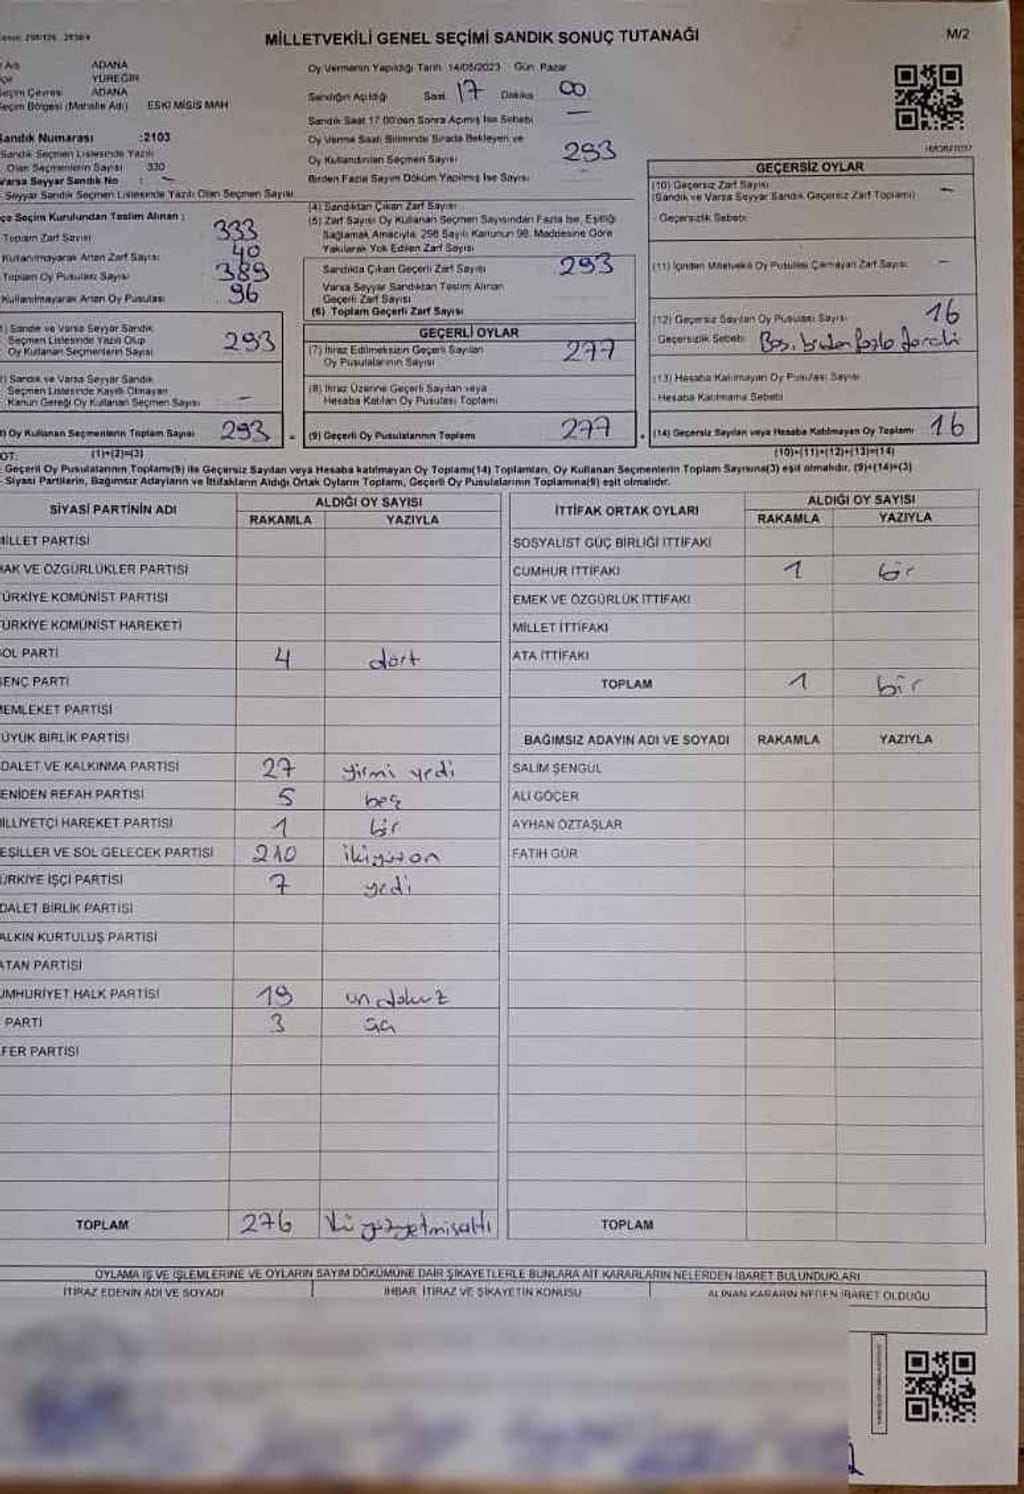 MİLLETVEKİLİ GENEL SEÇİMİ SANDIK SONUÇ TUTANAĞI
M/2
ADANA
YÜREĞİR
Seçim Çevresi ADANA
Seçim Bölgesi (Mahalle Adı) ESKİ MİSİS MAH
Sandık Numarası :2103
Sandık Seçmen Listesinde Yazılı
Olan Seçmenlerin Sayısı 330
Varsa Seyyar Sandık No : -
Seyyar Sandık Seçmen Listesinde Yazılı Olan Seçmen Sayısı
Oy Vermenin Yapıldığı Tarih 14/05/2023 Gün: Pazar
Sandığın Açıldığı Saat 17 Dakika 00
Sandık Saat 17.00'den Sonra Açılmış İse Sebebi —
Oy Verme Saati Bitiminde Sırada Bekleyen ve
Oy Kullandırılan Seçmen Sayısı 293
Birden Fazla Sayım Döküm Yapılmış İse Sayısı
İlçe Seçim Kurulundan Teslim Alınan :
Toplam Zarf Sayısı 333
Kullanılmayarak Artan Zarf Sayısı 40
Toplam Oy Pusulası Sayısı 389
Kullanılmayarak Artan Oy Pusulası 96
(1) Sandık ve Varsa Seyyar Sandık
Seçmen Listesinde Yazılı Olup
Oy Kullanan Seçmenlerin Sayısı 293
(2) Sandık ve Varsa Seyyar Sandık
Seçmen Listesinde Kayıtlı Olmayan
Kanun Gereği Oy Kullanan Seçmen Sayısı -
(3) Oy Kullanan Seçmenlerin Toplam Sayısı 293
(1)+(2)=(3)
(4) Sandıktan Çıkan Zarf Sayısı
(5) Zarf Sayısı Oy Kullanan Seçmen Sayısından Fazla İse, Eşitliği
Sağlamak Amacıyla, 298 Sayılı Kanunun 98. Maddesine Göre
Yakılarak Yok Edilen Zarf Sayısı
Sandıkta Çıkan Geçerli Zarf Sayısı 293
Varsa Seyyar Sandıktan Teslim Alınan
Geçerli Zarf Sayısı
(6) Toplam Geçerli Zarf Sayısı
GEÇERLİ OYLAR
(7) İtiraz Edilmeksizin Geçerli Sayılan
Oy Pusulalarının Sayısı 277
(8) İtiraz Üzerine Geçerli Sayılan veya
Hesaba Katılan Oy Pusulası Toplamı
= (9) Geçerli Oy Pusulalarının Toplamı 277
GEÇERSİZ OYLAR
(10) Geçersiz Zarf Sayısı
(Sandık ve Varsa Seyyar Sandık Geçersiz Zarf Toplamı) -
Geçersizlik Sebebi
(11) İçinden Milletvekili Oy Pusulası Çıkmayan Zarf Sayısı -
(12) Geçersiz Sayılan Oy Pusulası Sayısı 16
Geçersizlik Sebebi Boş, birden fazla tercih
(13) Hesaba Katılmayan Oy Pusulası Sayısı
Hesaba Katılmama Sebebi
+ (14) Geçersiz Sayılan veya Hesaba Katılmayan Oy Toplamı 16
(10)+(11)+(12)+(13)=(14)
NOT:
- Geçerli Oy Pusulalarının Toplamı(9) ile Geçersiz Sayılan veya Hesaba katılmayan Oy Toplamı(14) Toplamları, Oy Kullanan Seçmenlerin Toplam Sayısına(3) eşit olmalıdır, (9)+(14)=(3)
- Siyasi Partilerin, Bağımsız Adayların ve İttifakların Aldığı Ortak Oyların Toplamı, Geçerli Oy Pusulalarının Toplamına(9) eşit olmalıdır.
SİYASİ PARTİNİN ADI
ALDIĞI OY SAYISI
RAKAMLA YAZIYLA
MİLLET PARTİSİ
HAK VE ÖZGÜRLÜKLER PARTİSİ
TÜRKİYE KOMÜNİST PARTİSİ
TÜRKİYE KOMÜNİST HAREKETİ
SOL PARTİ 4 dört
GENÇ PARTİ
MEMLEKET PARTİSİ
BÜYÜK BİRLİK PARTİSİ
ADALET VE KALKINMA PARTİSİ 27 yirmi yedi
YENİDEN REFAH PARTİSİ 5 beş
MİLLİYETÇİ HAREKET PARTİSİ 1 bir
YEŞİLLER VE SOL GELECEK PARTİSİ 210 ikiyüzon
TÜRKİYE İŞÇİ PARTİSİ 7 yedi
ADALET BİRLİK PARTİSİ
HALKIN KURTULUŞ PARTİSİ
VATAN PARTİSİ
CUMHURİYET HALK PARTİSİ 19 on dokuz
PARTİ 3 üç
ZAFER PARTİSİ
TOPLAM 276 iki yüzyetmişaltı
İTTİFAK ORTAK OYLARI
ALDIĞI OY SAYISI
RAKAMLA YAZIYLA
SOSYALİST GÜÇ BİRLİĞİ İTTİFAKI
CUMHUR İTTİFAKI 1 bir
EMEK VE ÖZGÜRLÜK İTTİFAKI
MİLLET İTTİFAKI
ATA İTTİFAKI
TOPLAM 1 bir
BAĞIMSIZ ADAYIN ADI VE SOYADI RAKAMLA YAZIYLA
SALİM ŞENGÜL
ALİ GÖÇER
AYHAN ÖZTAŞLAR
FATİH GÜR
TOPLAM
OYLAMA İŞ VE İŞLEMLERİNE VE OYLARIN SAYIM DÖKÜMÜNE DAİR ŞİKAYETLERLE BUNLARA AİT KARARLARIN NELERDEN İBARET BULUNDUKLARI
İTİRAZ EDENİN ADI VE SOYADI İHBAR, İTİRAZ VE ŞİKAYETİN KONUSU ALINAN KARARIN NEDEN İBARET OLDUĞU